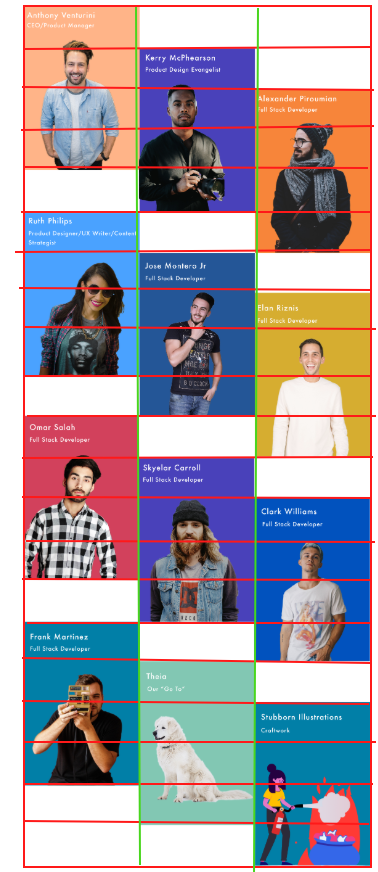 Anthony Venturini
CEO/Product Manager
Kerry McPhearson
Product Design Evangelist
Alexander Piroumian
Full Stack Developer
Ruth Philips
Product Designer/UX Writer/Content
Strategist
Jose Montero Jr
Full Stack Developer
Elan Riznis
Full Stack Developer
Omar Salah
Full Stack Developer
Skyelar Carroll
Full Stack Developer
Clark Williams
Full Stack Developer
Frank Martinez
Full Stack Developer
Thaia
Our "Go To"
Stubborn Illustrations
Craftwork